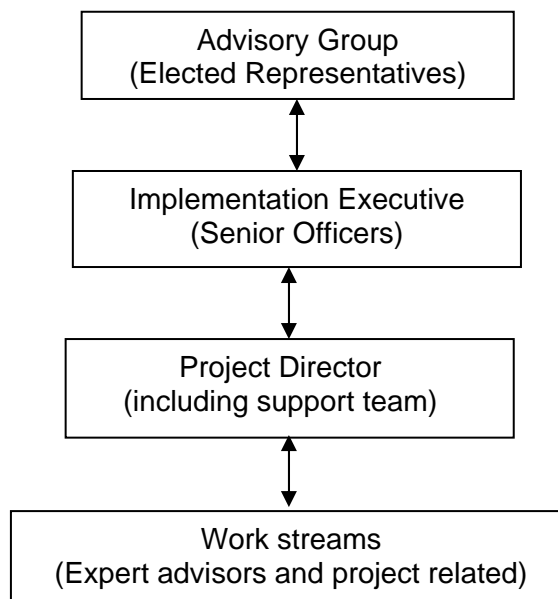 Advisory Group
(Elected Representatives)
Implementation Executive
(Senior Officers)
Project Director
(including support team)
Work streams
(Expert advisors and project related)